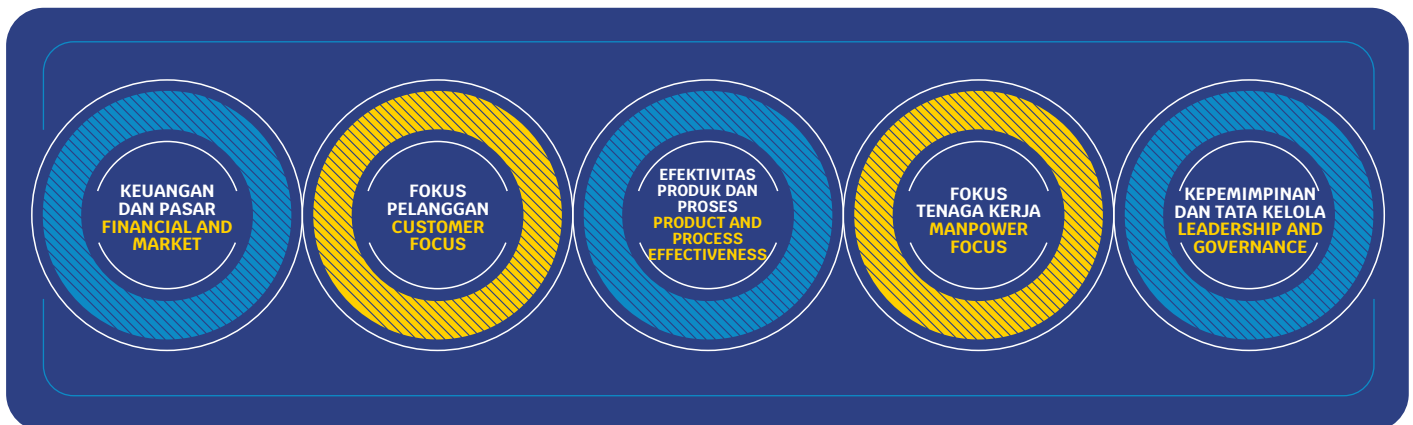 KEUANGAN
DAN PASAR
FINANCIAL AND
MARKET
FOKUS
PELANGGAN
CUSTOMER
FOCUS
EFEKTIVITAS
PRODUK DAN
PROSES
PRODUCT AND
PROCESS
EFFECTIVENESS
FOKUS
TENAGA KERJA
MANPOWER
FOCUS
KEPEMIMPINAN
DAN TATA KELOLA
LEADERSHIP AND
GOVERNANCE